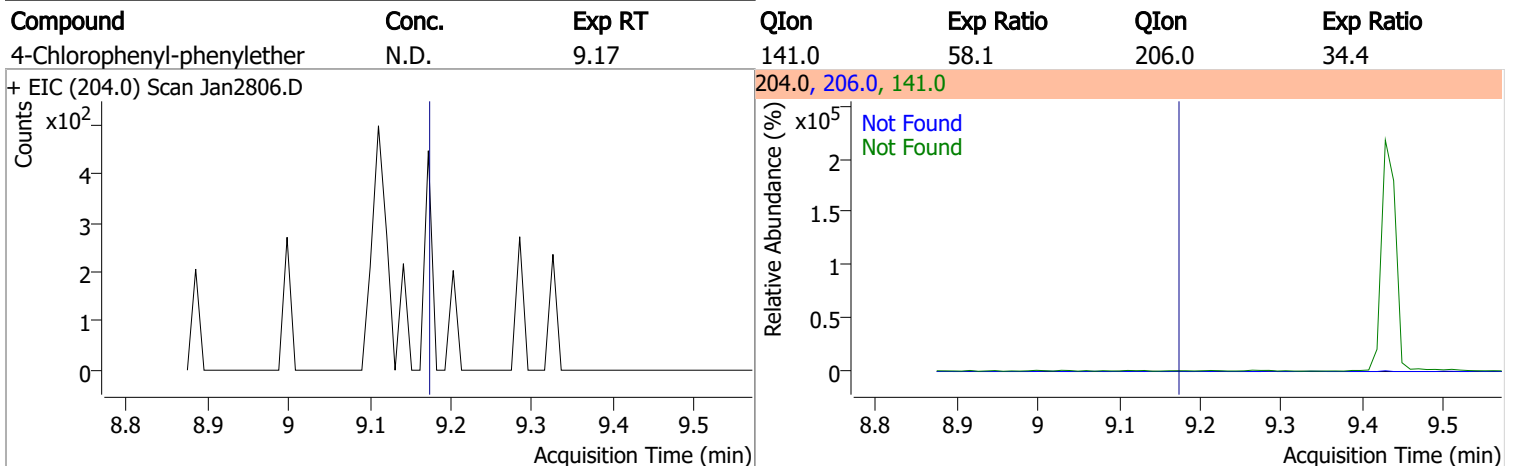 Compound Conc. Exp RT QIon Exp Ratio QIon Exp Ratio
4-Chlorophenyl-phenylether N.D. 9.17 141.0 58.1 206.0 34.4
+ EIC (204.0) Scan Jan2806.D
Counts
x10²
4
3
2
1
0
8.8 8.9 9 9.1 9.2 9.3 9.4 9.5
Acquisition Time (min)
204.0, 206.0, 141.0
Relative Abundance (%)
x10⁵
Not Found
Not Found
2
1.5
1
0.5
0
8.8 8.9 9 9.1 9.2 9.3 9.4 9.5
Acquisition Time (min)